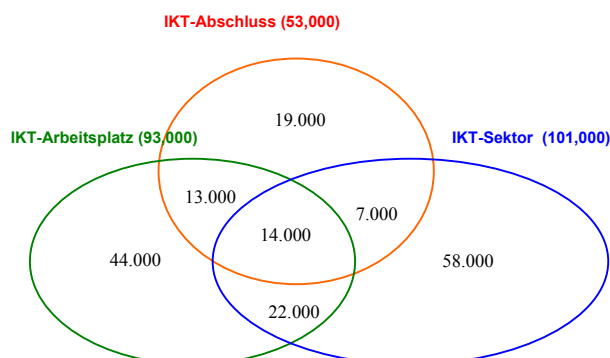 IKT-Abschluss (53,000)
19.000
IKT-Arbeitsplatz (93,000)
IKT-Sektor (101,000)
13.000
7.000
14.000
44.000
58.000
22.000